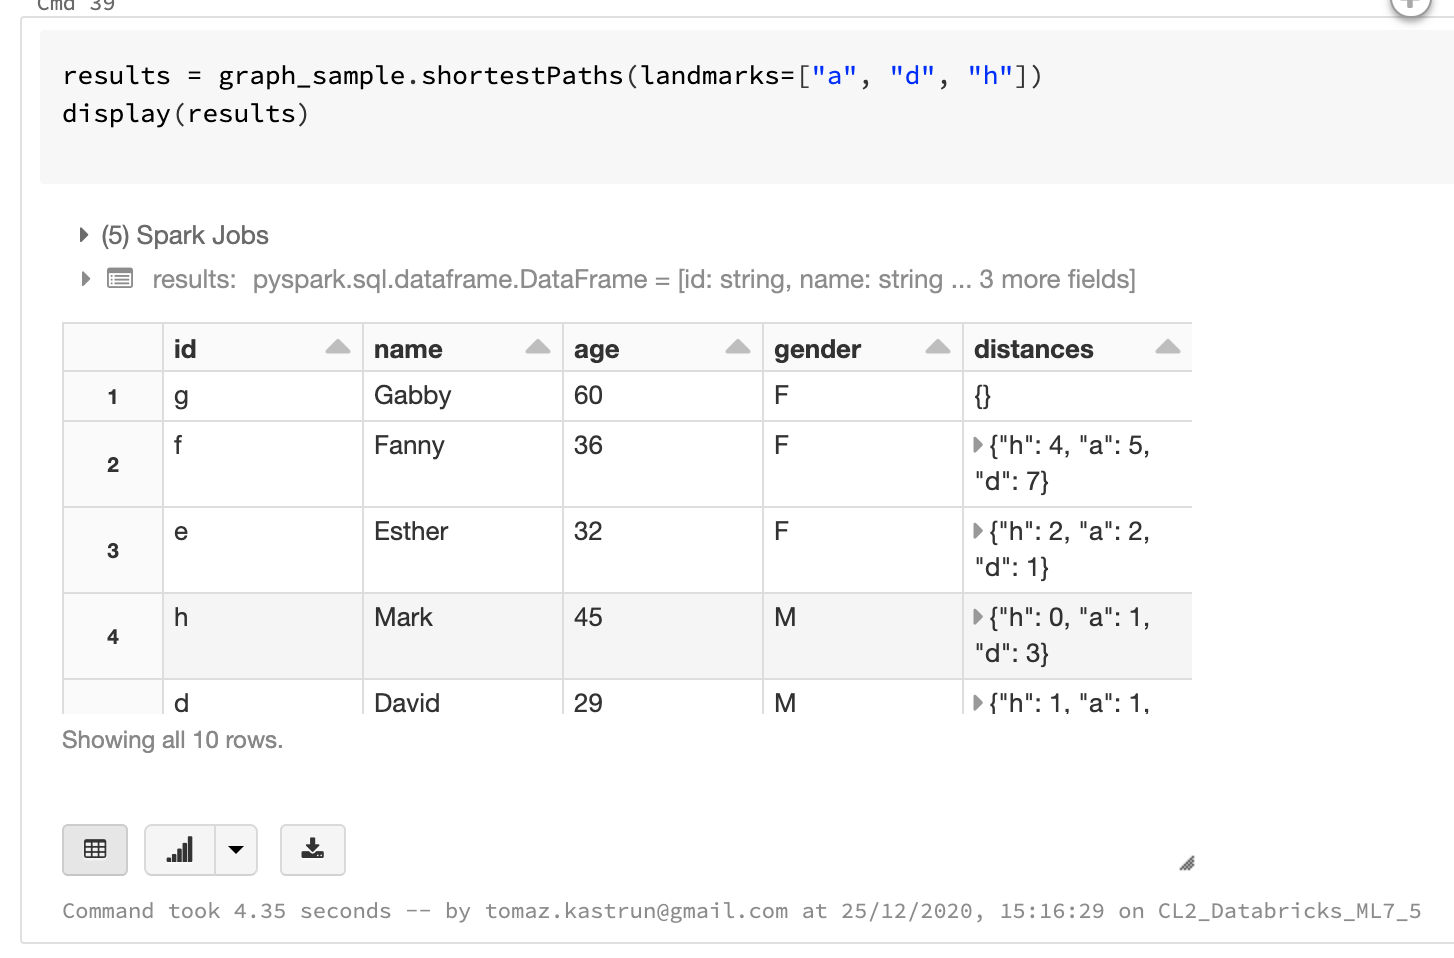 Cmd 39
results = graph_sample.shortestPaths(landmarks=["a", "d", "h"])
display(results)
(5) Spark Jobs
results: pyspark.sql.dataframe.DataFrame = [id: string, name: string ... 3 more fields]
id name age gender distances
1 g Gabby 60 F {}
2 f Fanny 36 F {"h": 4, "a": 5,
"d": 7}
3 e Esther 32 F {"h": 2, "a": 2,
"d": 1}
4 h Mark 45 M {"h": 0, "a": 1,
"d": 3}
d David 29 M {"h": 1, "a": 1,
Showing all 10 rows.
Command took 4.35 seconds -- by tomaz.kastrun@gmail.com at 25/12/2020, 15:16:29 on CL2_Databricks_ML7_5